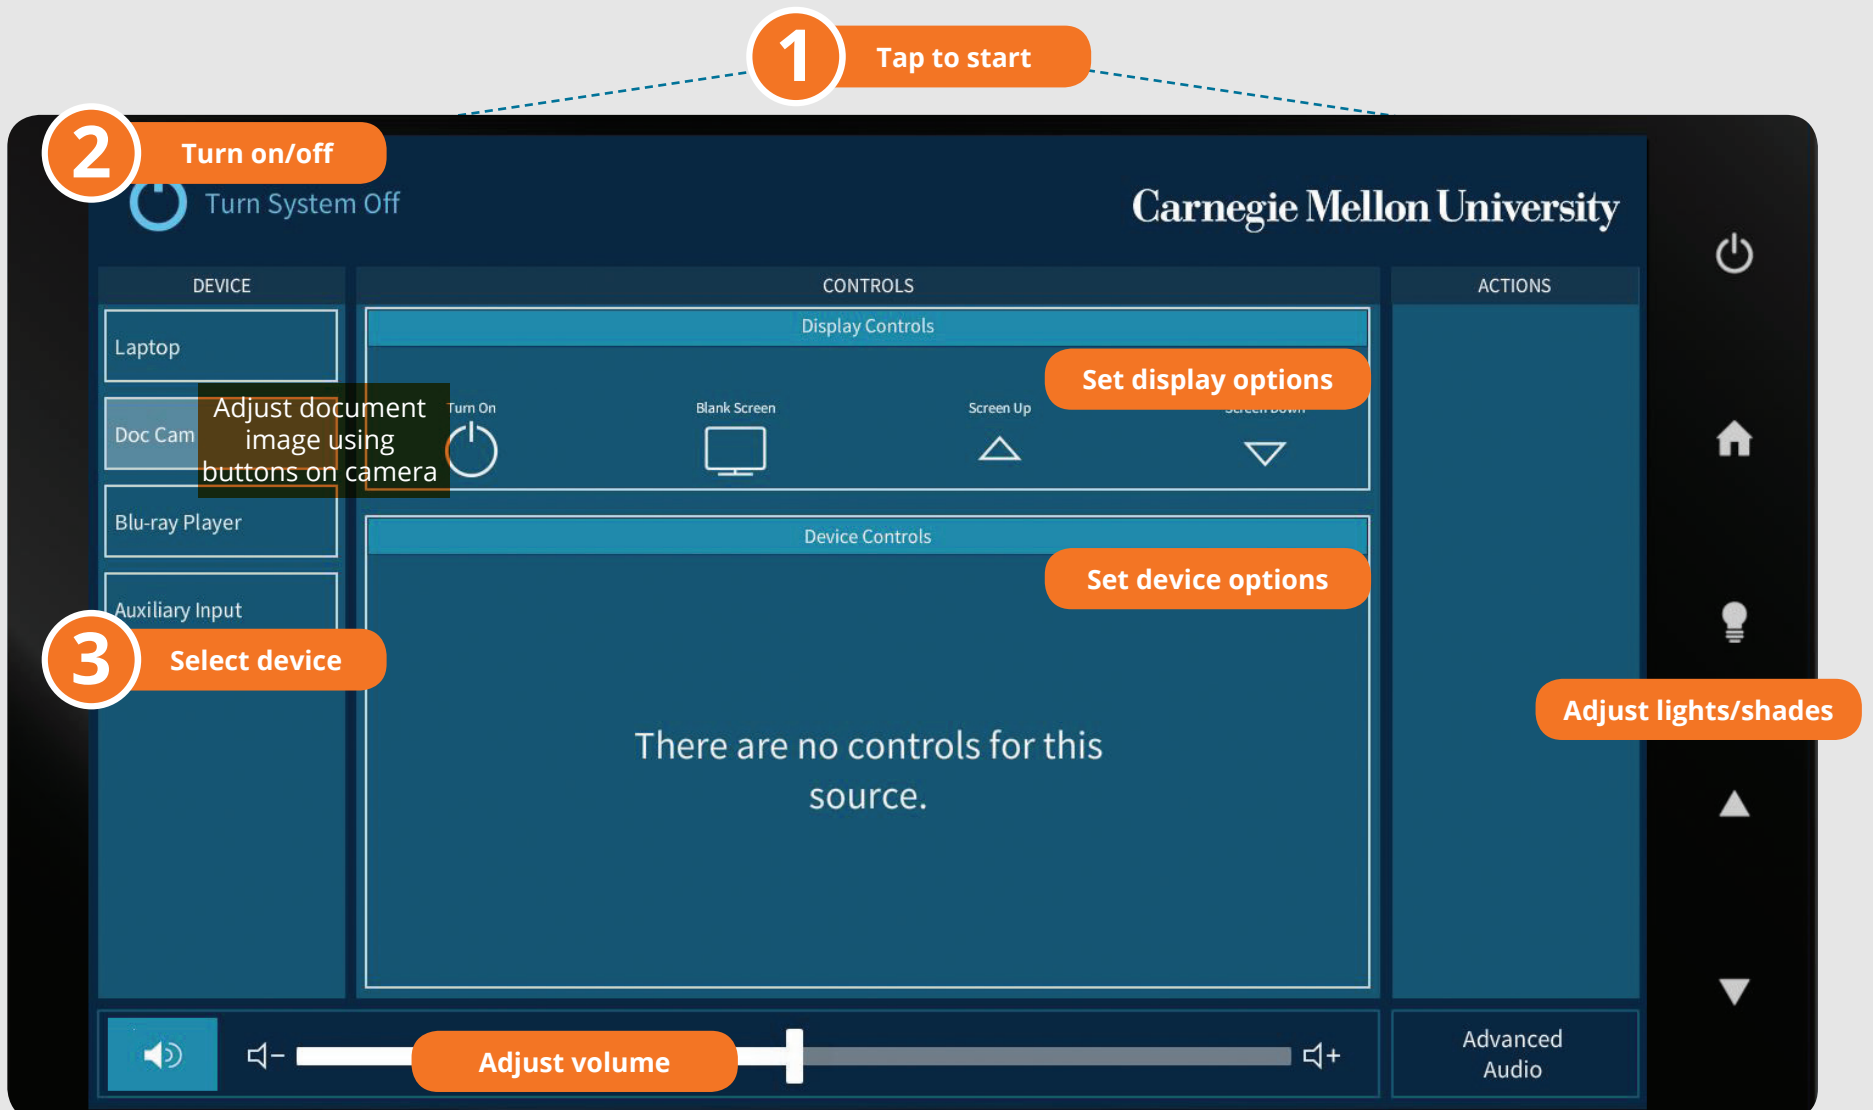 1
Tap to start
2
Turn on/off
Turn System Off
Carnegie Mellon University
DEVICE
CONTROLS
ACTIONS
Laptop
Doc Cam
Blu-ray Player
Auxiliary Input
Adjust document
image using
buttons on camera
3
Select device
Display Controls
Set display options
Turn On
Blank Screen
Screen Up
Screen Down
Device Controls
Set device options
There are no controls for this
source.
Adjust lights/shades
Adjust volume
Advanced
Audio